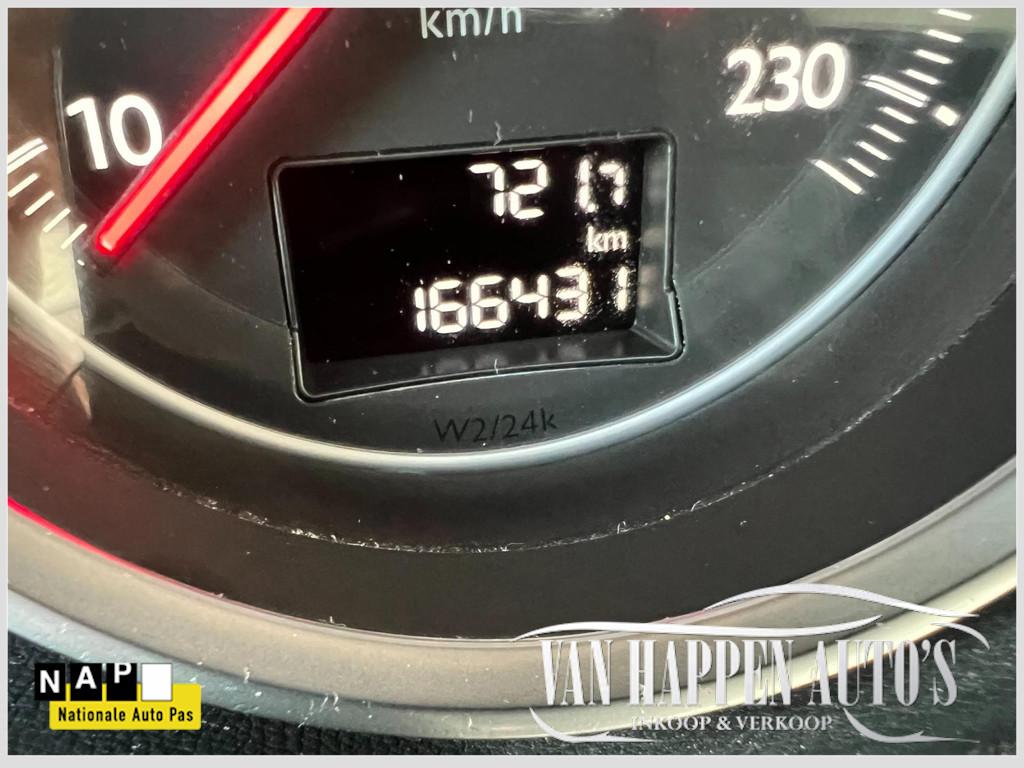 km/h
10
230
721.7
km
166431
W2/24k
NAP
Nationale Auto Pas
VAN HAPPEN AUTO'S
INKOOP & VERKOOP